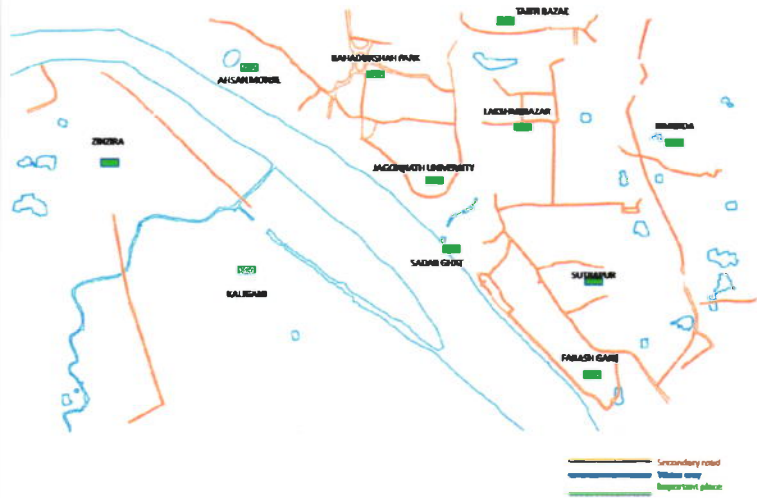 TANTI BAZAR
BAHADURSHAH PARK
AHSAN MONZIL
LAKSHMIBAZAR
ZINZIRA
JAGONNATH UNIVERSITY
SADAR GHAT
SUTRAPUR
KALIGANJ
FARASH GANJ
Secondary road
Water way
Important place